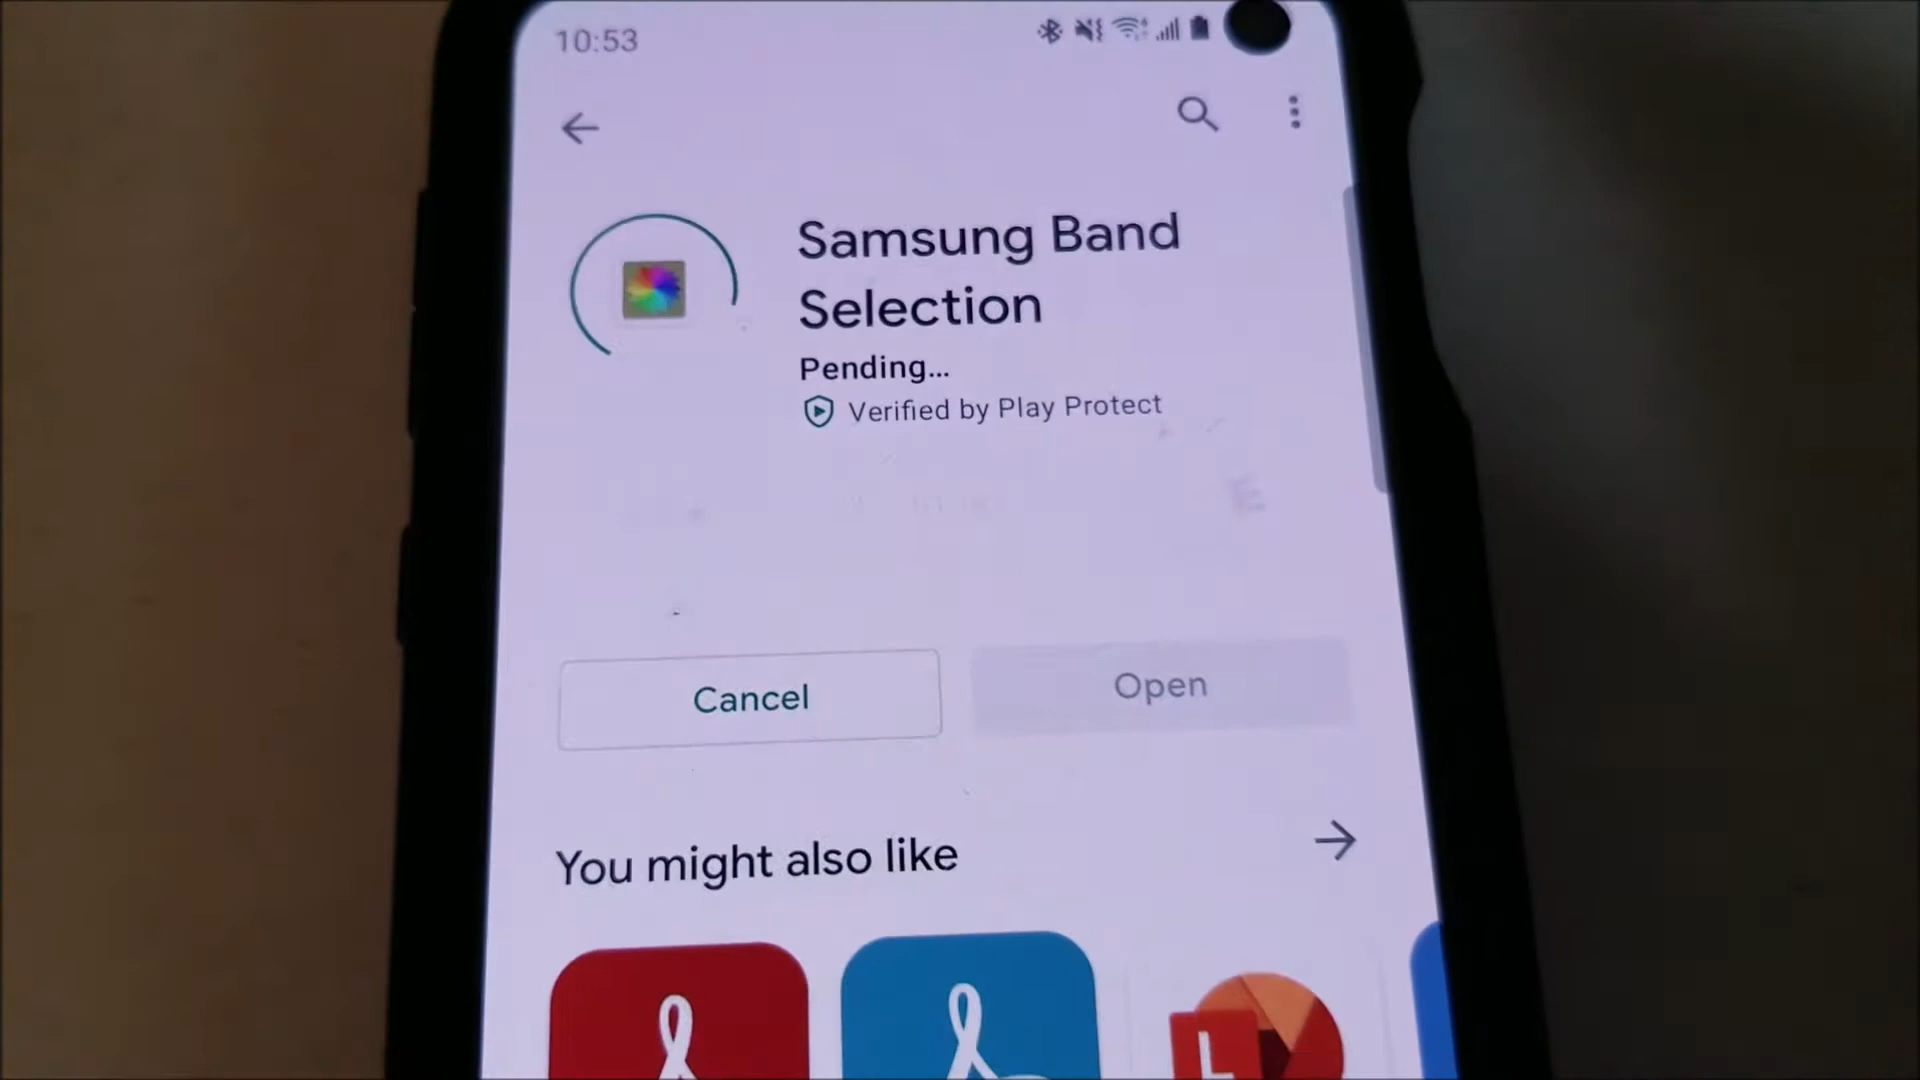 10:53
Samsung Band
Selection
Pending...
Verified by Play Protect
Cancel
Open
You might also like
L